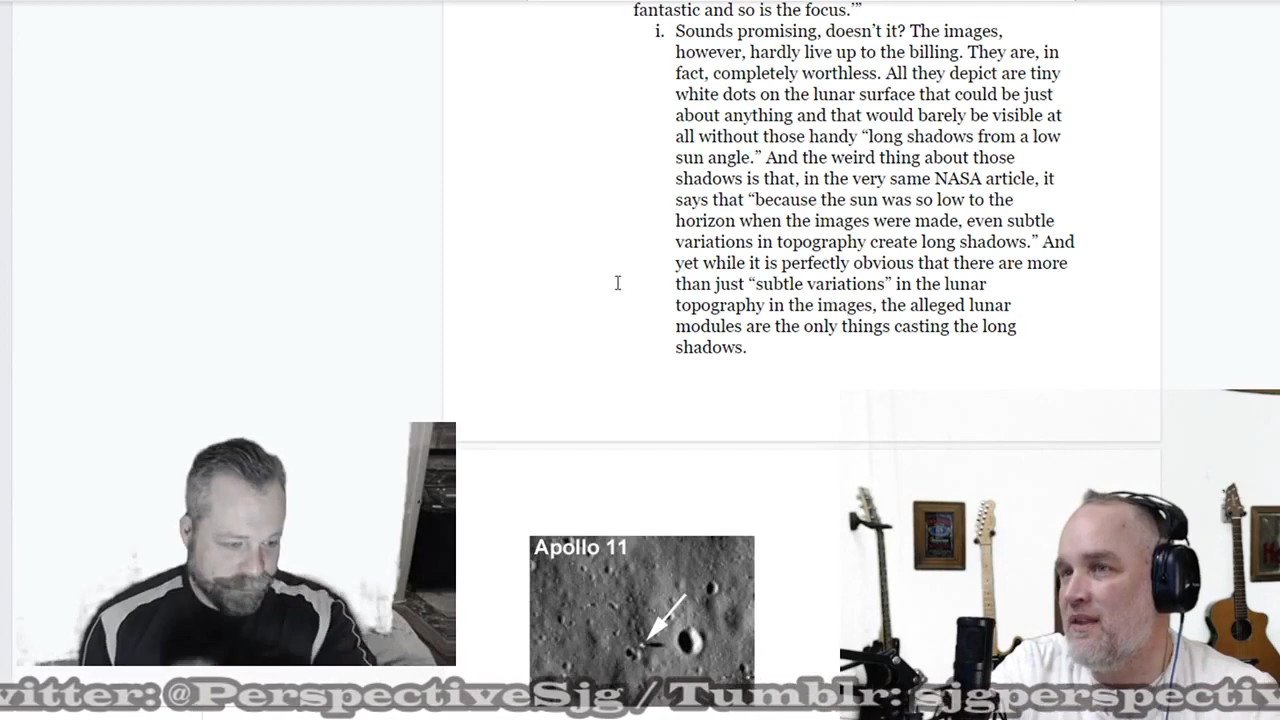 fantastic and so is the focus.’”
i. Sounds promising, doesn’t it? The images,
however, hardly live up to the billing. They are, in
fact, completely worthless. All they depict are tiny
white dots on the lunar surface that could be just
about anything and that would barely be visible at
all without those handy “long shadows from a low
sun angle.” And the weird thing about those
shadows is that, in the very same NASA article, it
says that “because the sun was so low to the
horizon when the images were made, even subtle
variations in topography create long shadows.” And
yet while it is perfectly obvious that there are more
than just “subtle variations” in the lunar
topography in the images, the alleged lunar
modules are the only things casting the long
shadows.
Apollo 11
witter: @PerspectiveSjg / Tumblr: sjgperspectiv